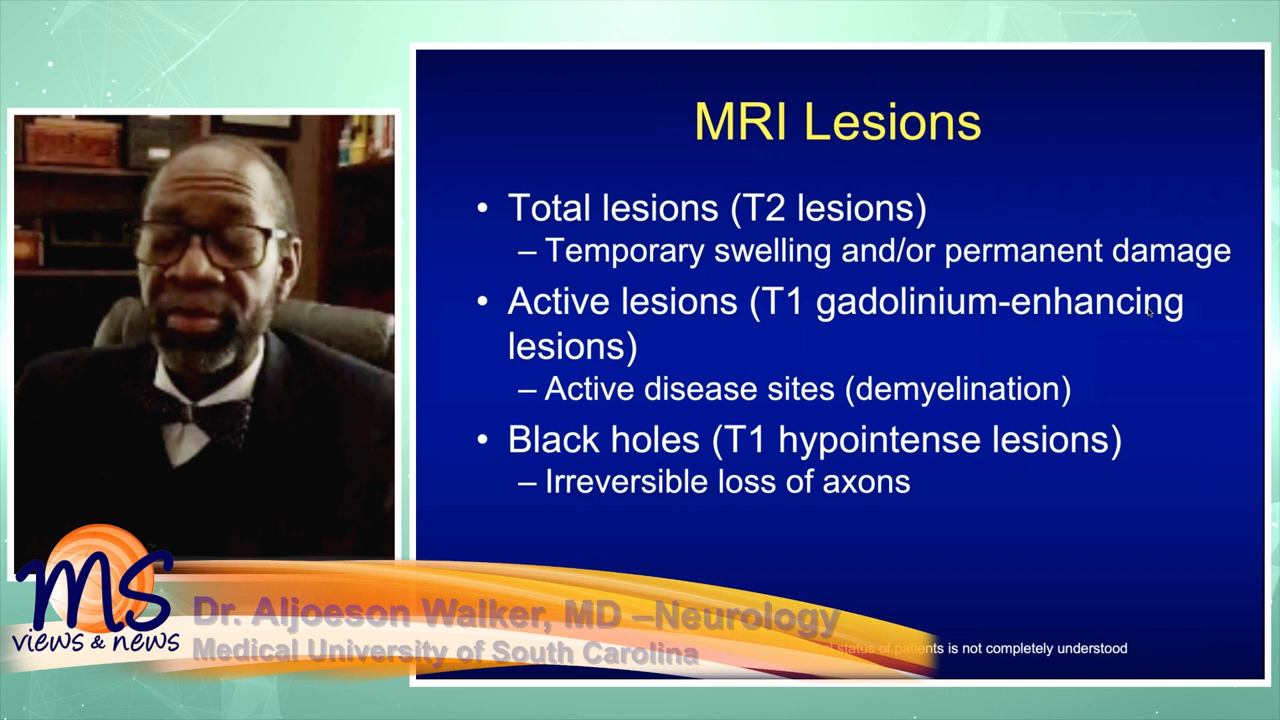 MRI Lesions
• Total lesions (T2 lesions)
– Temporary swelling and/or permanent damage
• Active lesions (T1 gadolinium-enhancing
lesions)
– Active disease sites (demyelination)
• Black holes (T1 hypointense lesions)
– Irreversible loss of axons
status of patients is not completely understood
MS
views & news
Dr. Aljoeson Walker, MD –Neurology
Medical University of South Carolina